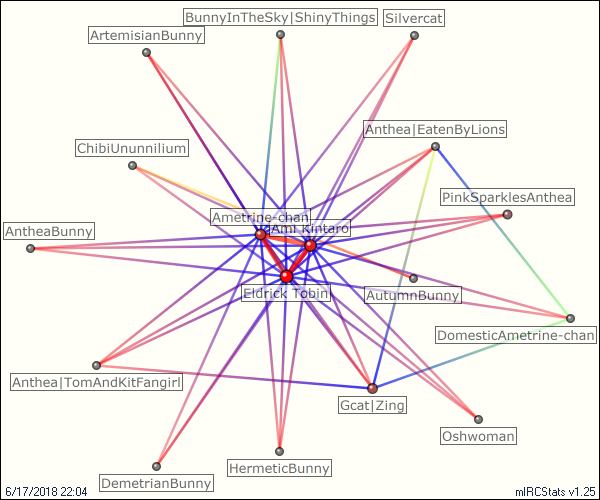 BunnyInTheSky|ShinyThings
Silvercat
ArtemisianBunny
Anthea|EatenByLions
ChibiUnunnilium
PinkSparklesAnthea
Ametrine-chan
AntheaBunny
Ami Kintaro
Eldrick Tobin
AutumnBunny
DomesticAmetrine-chan
Anthea|TomAndKitFangirl
Gcat|Zing
Oshwoman
HermeticBunny
DemetrianBunny
6/17/2018 22:04
mIRCStats v1.25